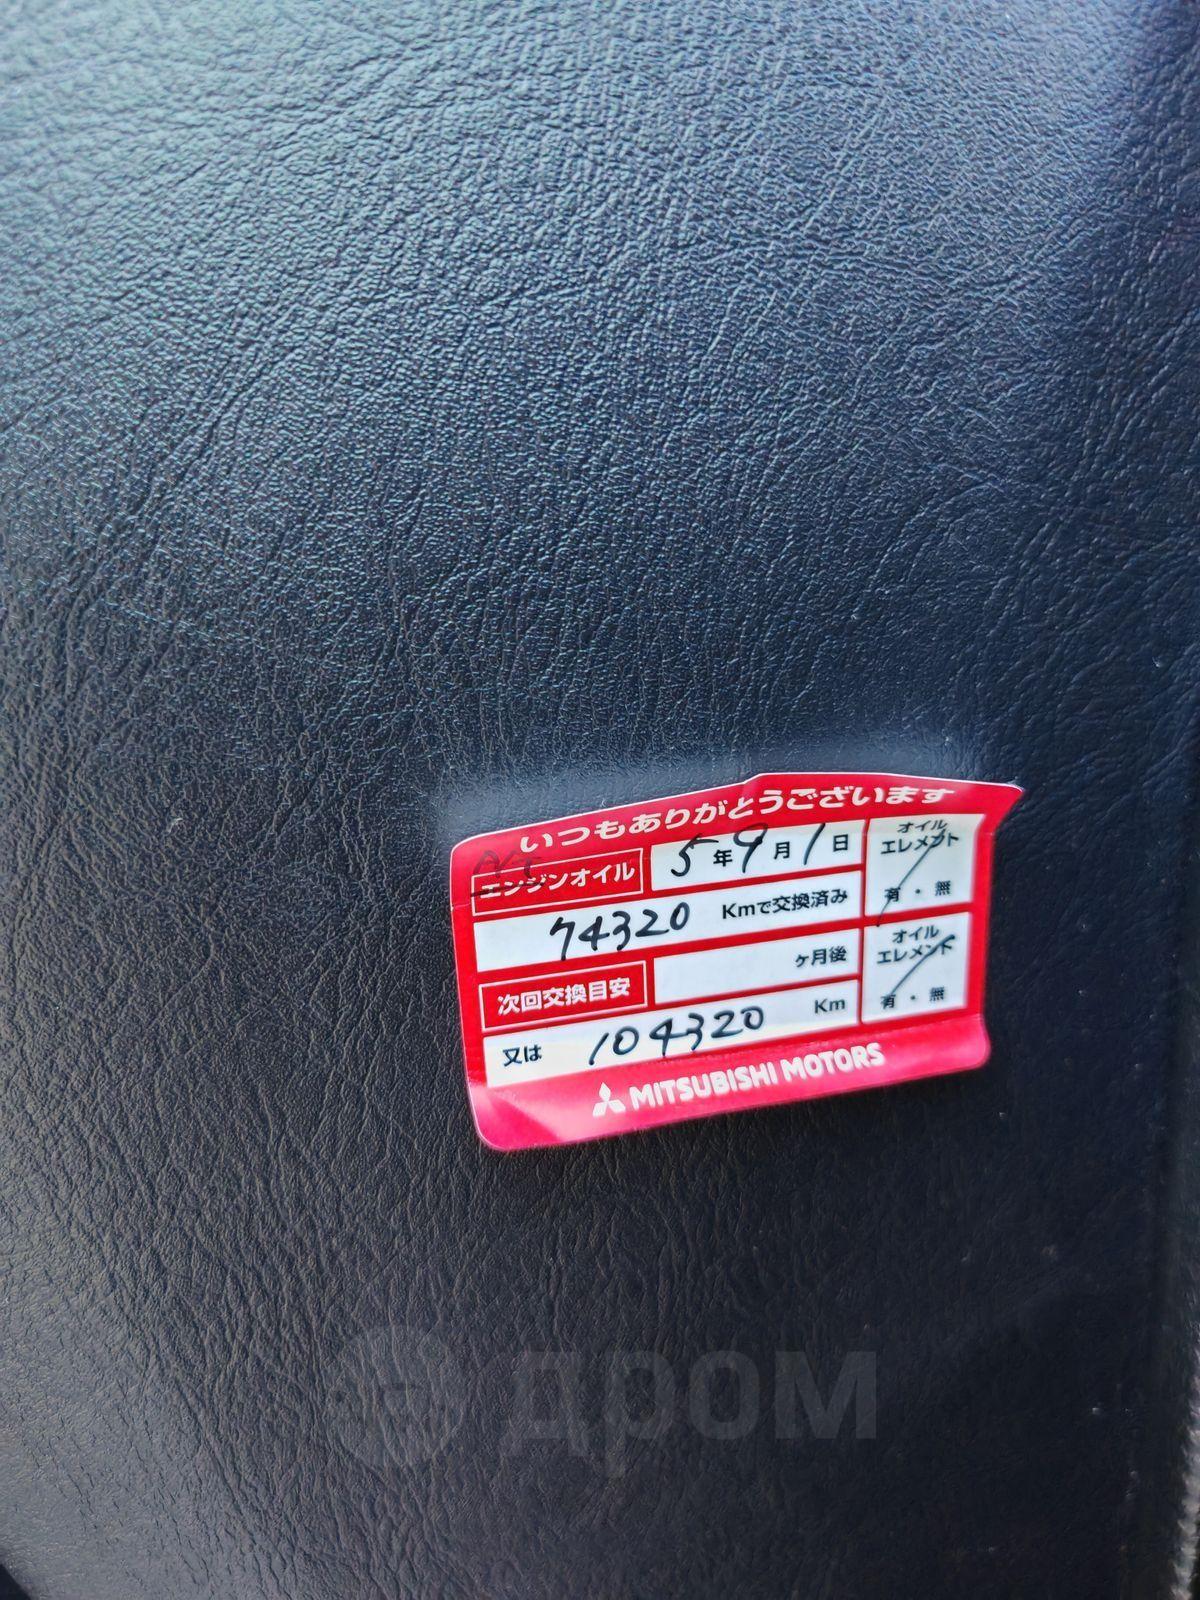 いつもありがとうございます
エンジンオイル 5年9月1日
オイル
エレメント
有・無
74320 Kmで交換済み
次回交換目安 ヶ月後
オイル
エレメント
有・無
又は 104320 Km
MITSUBISHI MOTORS
дром